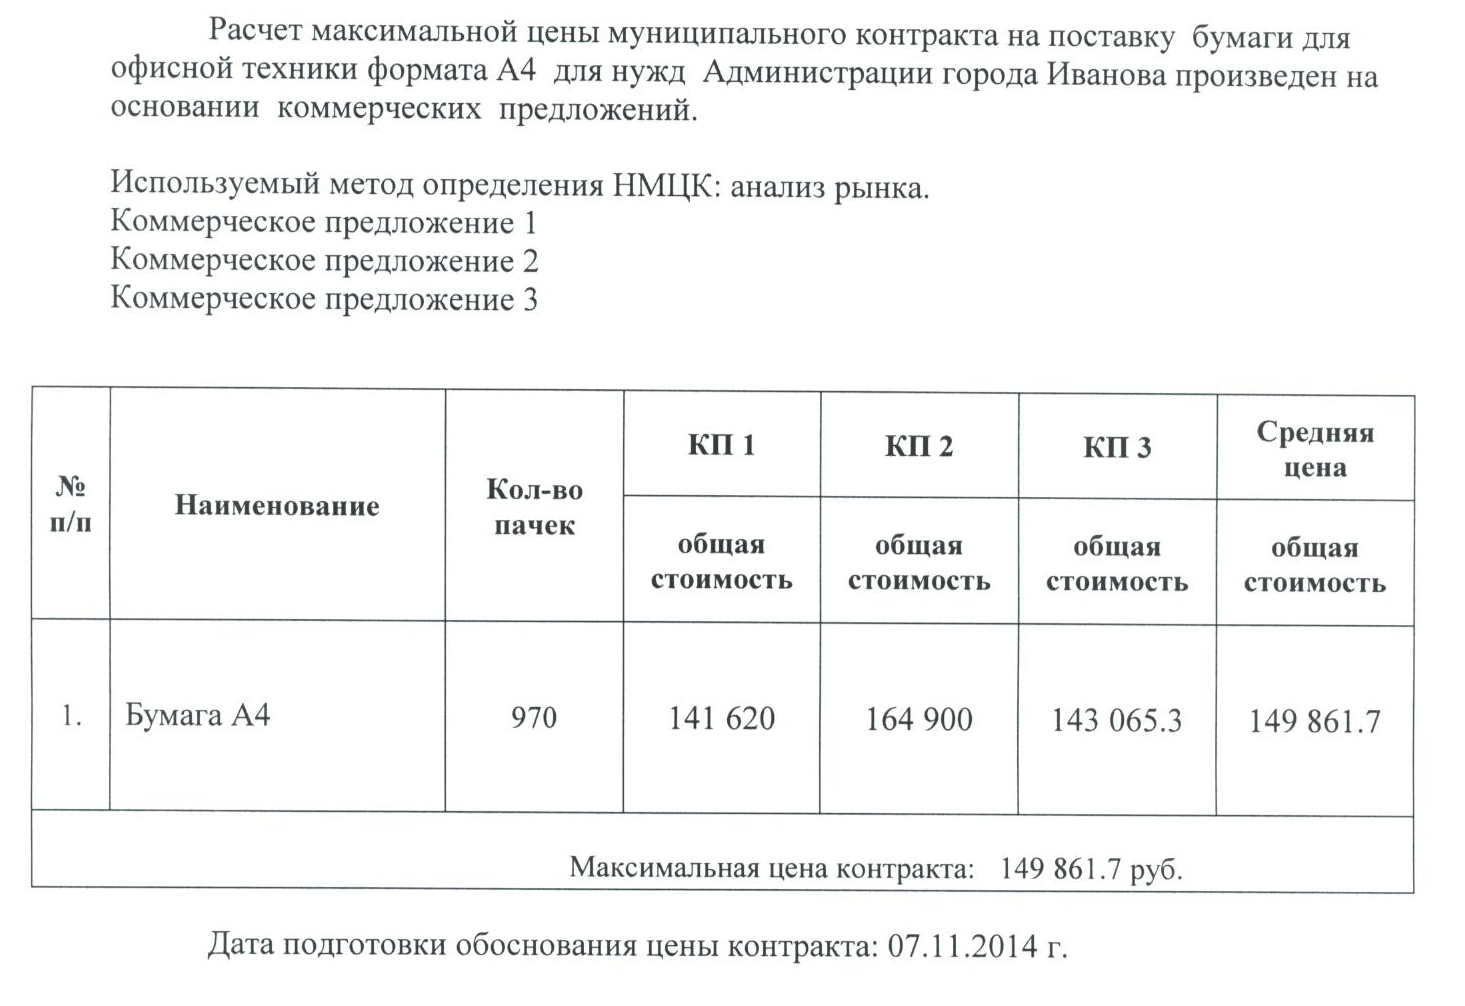 Расчет максимальной цены муниципального контракта на поставку бумаги для
офисной техники формата А4 для нужд Администрации города Иванова произведен на
основании коммерческих предложений.
Используемый метод определения НМЦК: анализ рынка.
Коммерческое предложение 1
Коммерческое предложение 2
Коммерческое предложение 3
№ п/п
Наименование
Кол-во пачек
КП 1
КП 2
КП 3
Средняя цена
общая стоимость
общая стоимость
общая стоимость
общая стоимость
1.
Бумага А4
970
141 620
164 900
143 065.3
149 861.7
Максимальная цена контракта: 149 861.7 руб.
Дата подготовки обоснования цены контракта: 07.11.2014 г.